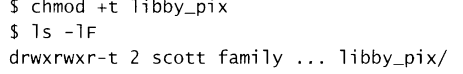 $ chmod +t libby_pix
$ ls -lF
drwxrwxr-t 2 scott family ... libby_pix/